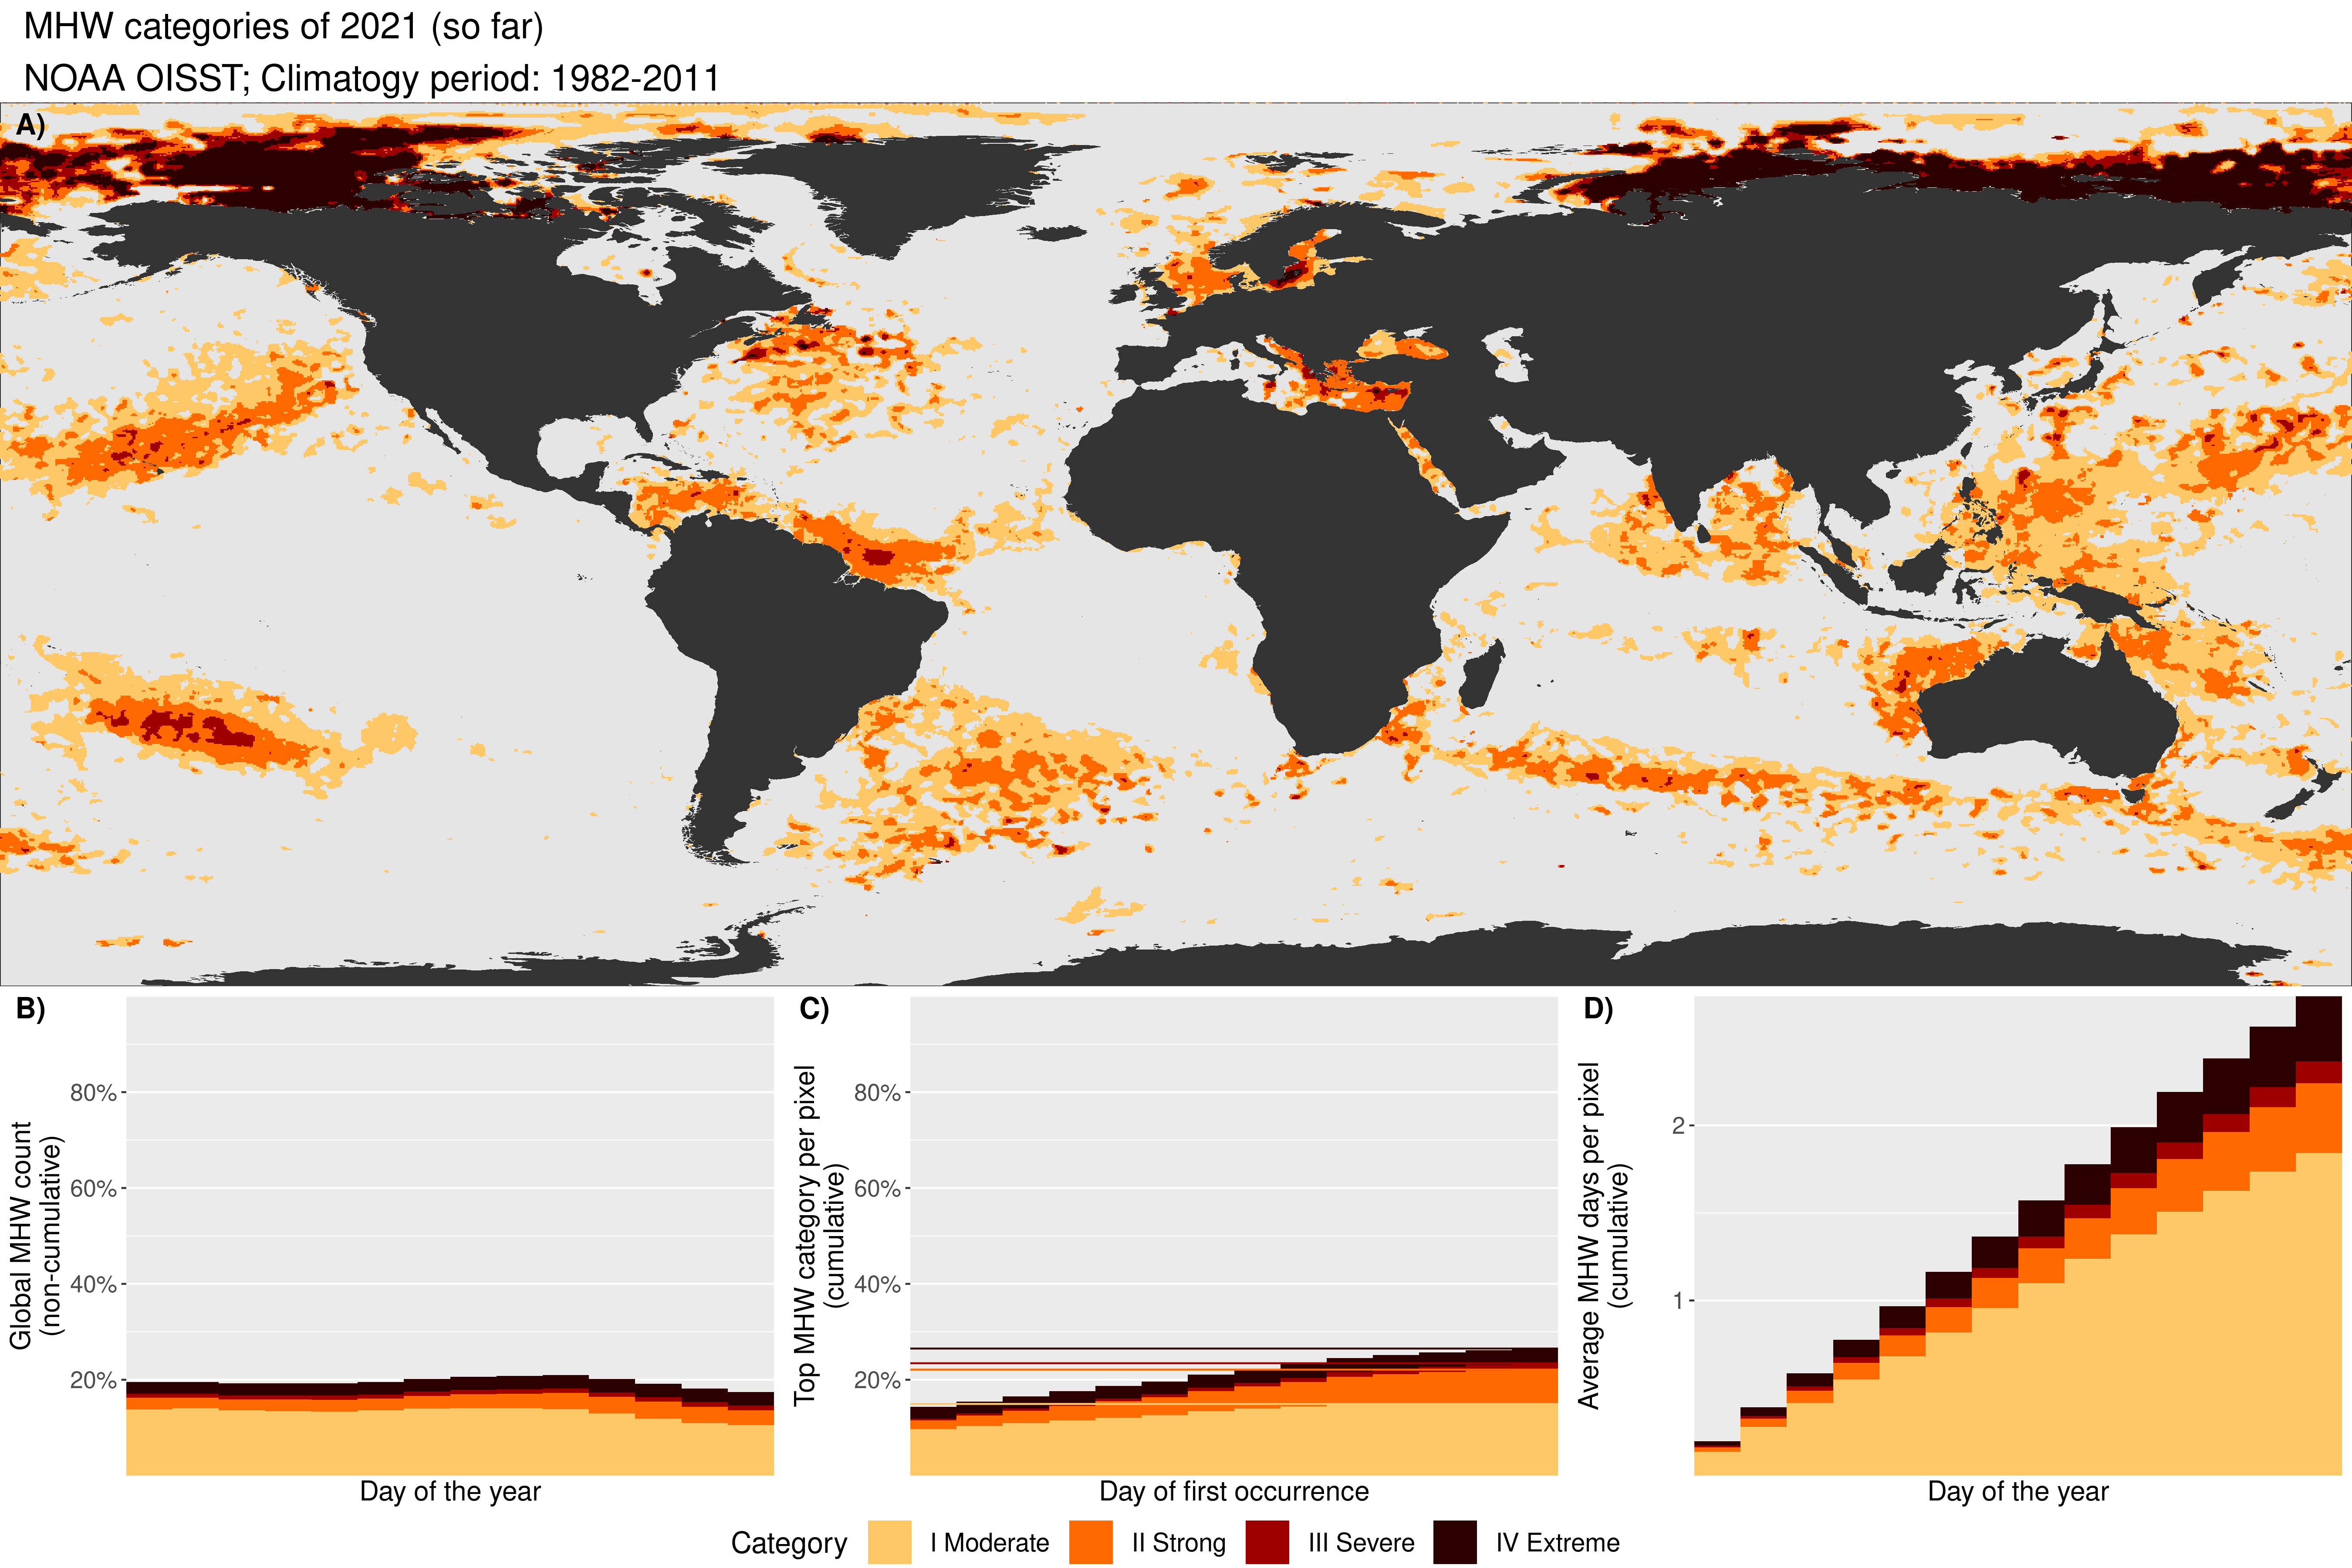 MHW categories of 2021 (so far)
NOAA OISST; Climatogy period: 1982-2011
A)
B)
Global MHW count
(non-cumulative)
80%
60%
40%
20%
Day of the year
C)
Top MHW category per pixel
(cumulative)
80%
60%
40%
20%
Day of first occurrence
D)
Average MHW days per pixel
(cumulative)
2
1
Day of the year
Category I Moderate II Strong III Severe IV Extreme